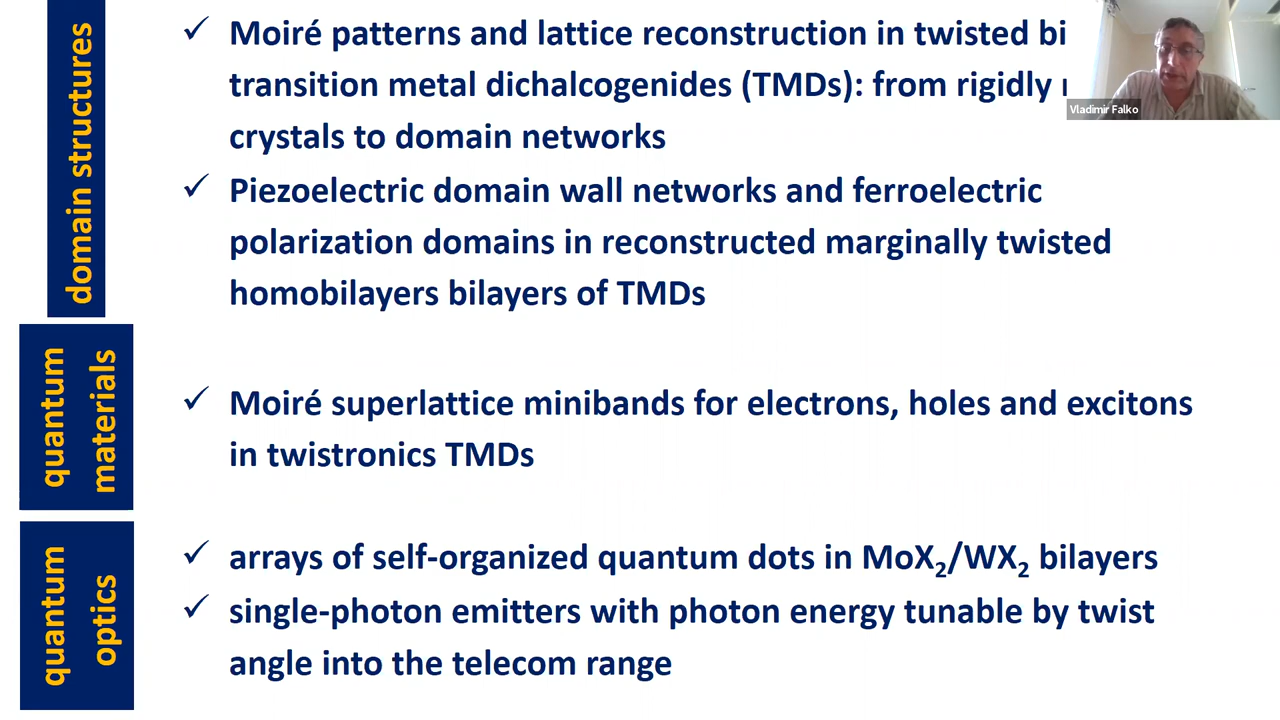 domain structures
✓ Moiré patterns and lattice reconstruction in twisted bi
transition metal dichalcogenides (TMDs): from rigidly
crystals to domain networks
✓ Piezoelectric domain wall networks and ferroelectric
polarization domains in reconstructed marginally twisted
homobilayers bilayers of TMDs
quantum
materials
✓ Moiré superlattice minibands for electrons, holes and excitons
in twistronics TMDs
quantum
optics
✓ arrays of self-organized quantum dots in MoX₂/WX₂ bilayers
✓ single-photon emitters with photon energy tunable by twist
angle into the telecom range
Vladimir Falko